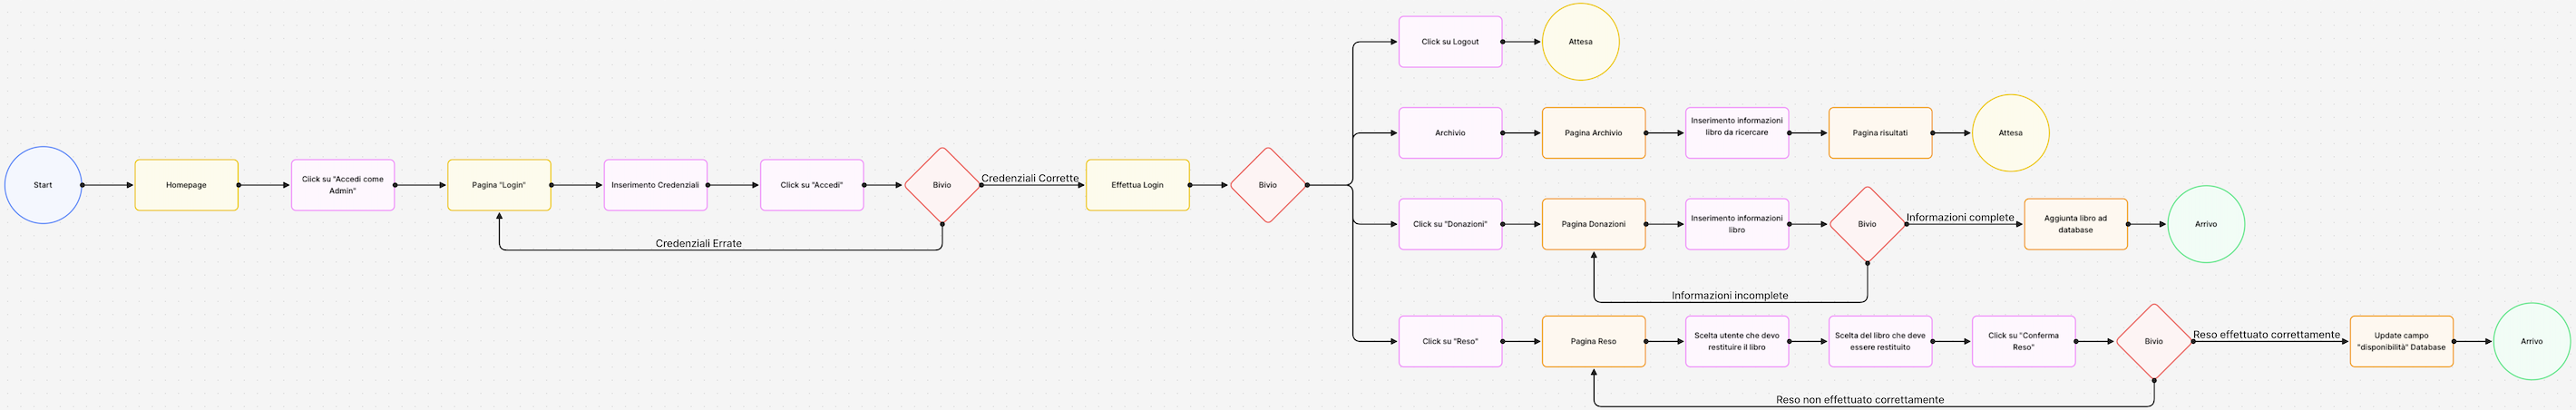 Start
Homepage
Click su "Accedi come
Admin"
Pagina "Login"
Inserimento Credenziali
Click su "Accedi"
Bivio
Credenziali Corrette
Credenziali Errate
Effettua Login
Bivio
Click su Logout
Attesa
Archivio
Pagina Archivio
Inserimento informazioni
libro da ricercare
Pagina risultati
Attesa
Click su "Donazioni"
Pagina Donazioni
Inserimento informazioni
libro
Bivio
Informazioni complete
Aggiunta libro ad
database
Arrivo
Informazioni incomplete
Click su "Reso"
Pagina Reso
Scelta utente che devo
restituire il libro
Scelta del libro che deve
essere restituito
Click su "Conferma
Reso"
Bivio
Reso effettuato correttamente
Update campo
"disponibilità" Database
Arrivo
Reso non effettuato correttamente